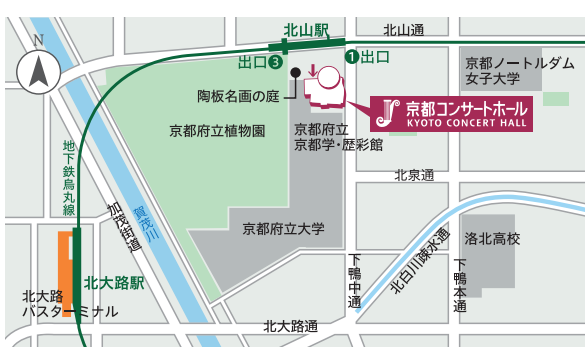 N
北山駅
北山通
出口❸
❶出口
京都ノートルダム
女子大学
陶板名画の庭
京都コンサートホール
KYOTO CONCERT HALL
京都府立植物園
京都府立
京都学・歴彩館
地下鉄烏丸線
北泉通
加茂街道
賀茂川
京都府立大学
洛北高校
北白川疎水通
下鴨中通
下鴨本通
北大路駅
北大路
バスターミナル
北大路通